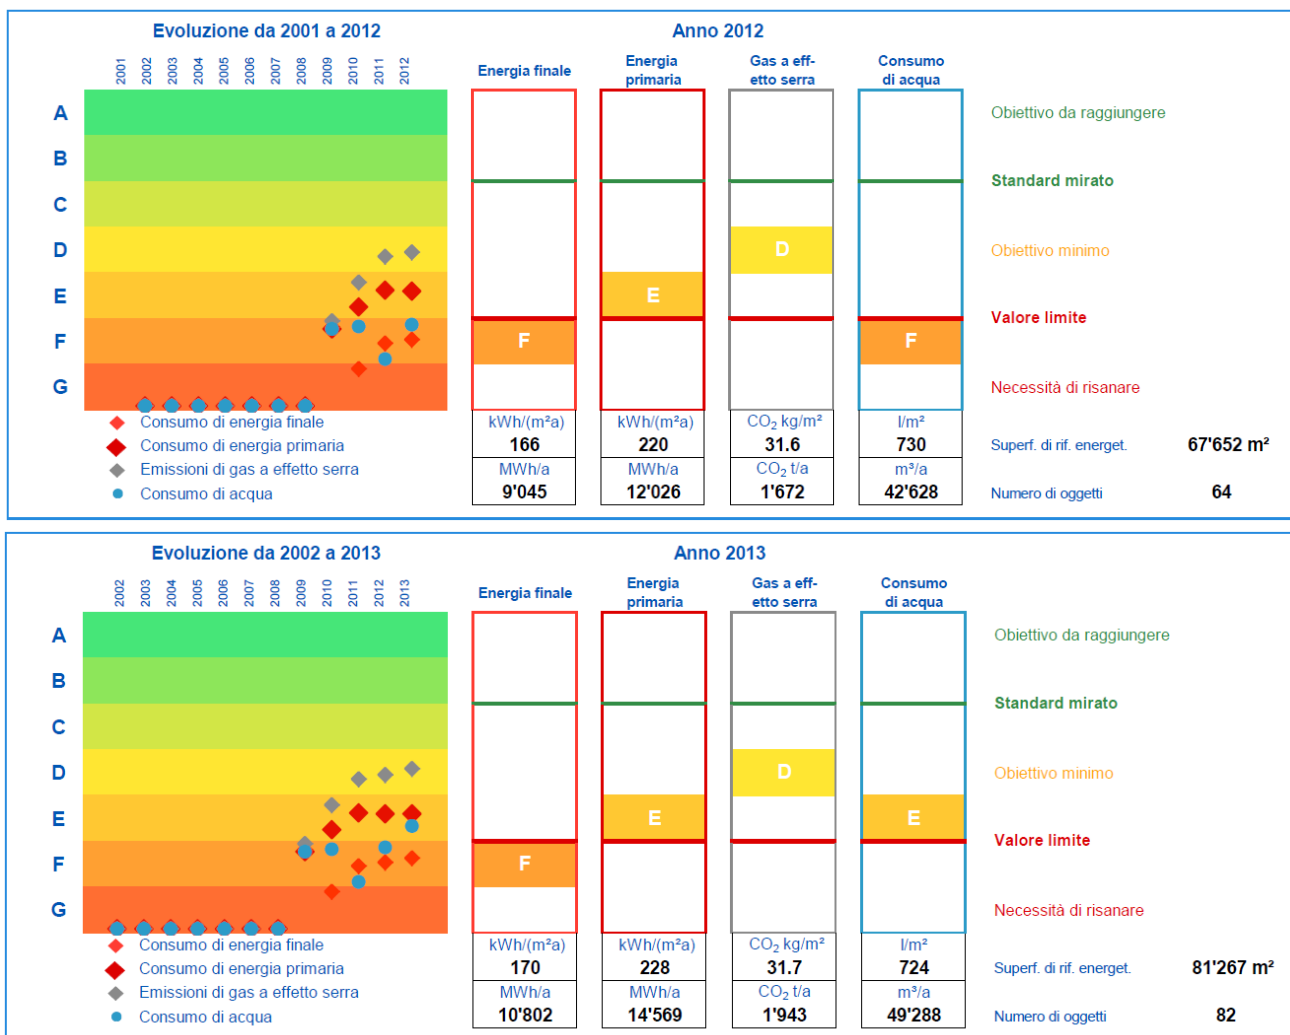 Evoluzione da 2001 a 2012
Anno 2012
2001 2002 2003 2004 2005 2006 2007 2008 2009 2010 2011 2012
Energia finale
Energia
primaria
Gas a eff-
etto serra
Consumo
di acqua
A
Obiettivo da raggiungere
B
Standard mirato
C
D
D
Obiettivo minimo
E
E
Valore limite
F
F
F
G
Necessità di risanare
Consumo di energia finale
Consumo di energia primaria
Emissioni di gas a effetto serra
Consumo di acqua
kWh/(m²a) kWh/(m²a) CO₂ kg/m² l/m²
166 220 31.6 730
Superf. di rif. energet. 67'652 m²
MWh/a MWh/a CO₂ t/a m³/a
9'045 12'026 1'672 42'628
Numero di oggetti 64
Evoluzione da 2002 a 2013
Anno 2013
2002 2003 2004 2005 2006 2007 2008 2009 2010 2011 2012 2013
Energia finale
Energia
primaria
Gas a eff-
etto serra
Consumo
di acqua
A
Obiettivo da raggiungere
B
Standard mirato
C
D
D
Obiettivo minimo
E
E
E
Valore limite
F
F
G
Necessità di risanare
Consumo di energia finale
Consumo di energia primaria
Emissioni di gas a effetto serra
Consumo di acqua
kWh/(m²a) kWh/(m²a) CO₂ kg/m² l/m²
170 228 31.7 724
Superf. di rif. energet. 81'267 m²
MWh/a MWh/a CO₂ t/a m³/a
10'802 14'569 1'943 49'288
Numero di oggetti 82